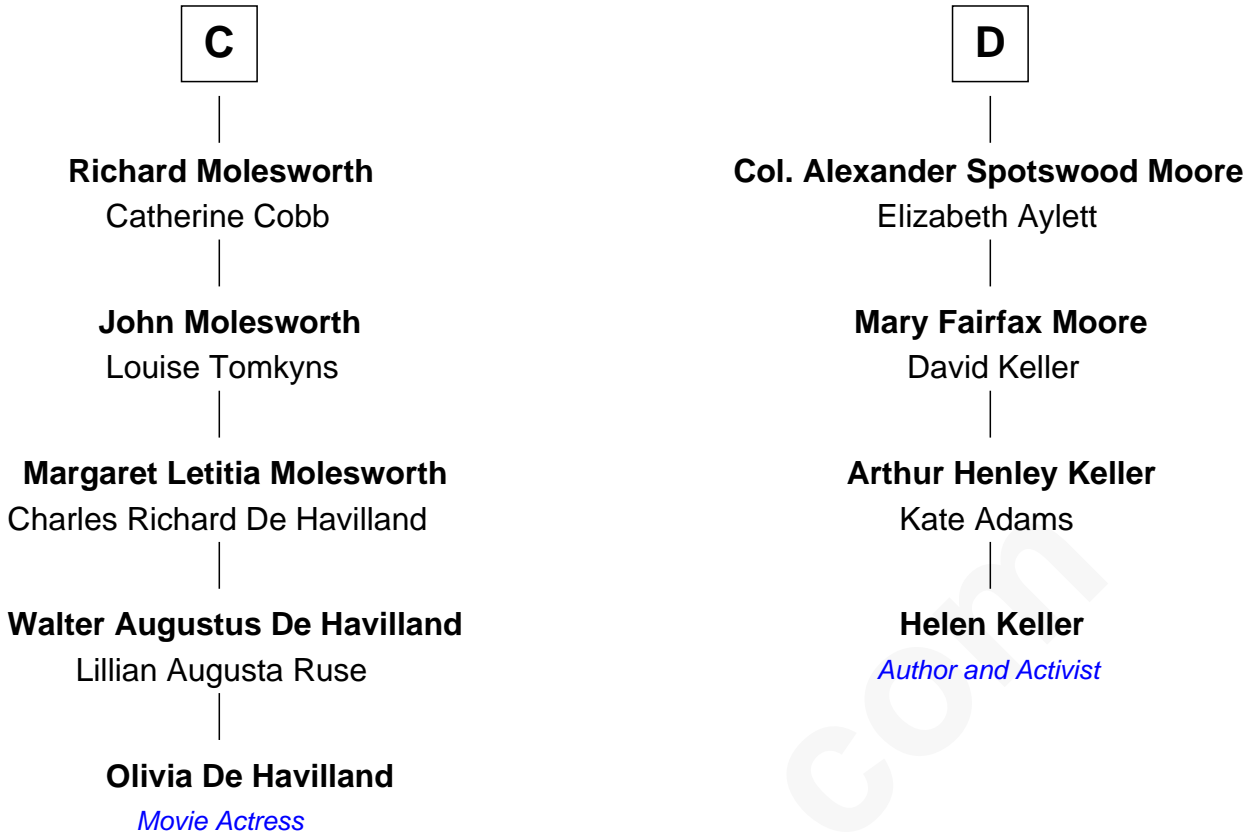 C
Richard Molesworth
Catherine Cobb
John Molesworth
Louise Tomkyns
Margaret Letitia Molesworth
Charles Richard De Havilland
Walter Augustus De Havilland
Lillian Augusta Ruse
Olivia De Havilland
Movie Actress
D
Col. Alexander Spotswood Moore
Elizabeth Aylett
Mary Fairfax Moore
David Keller
Arthur Henley Keller
Kate Adams
Helen Keller
Author and Activist
com